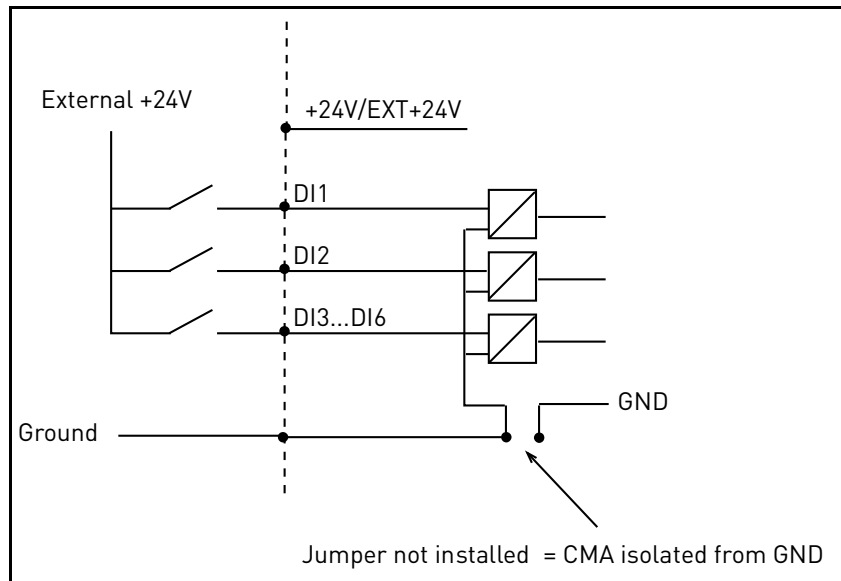 External +24V
+24V/EXT+24V
DI1
DI2
DI3...DI6
GND
Ground
Jumper not installed = CMA isolated from GND